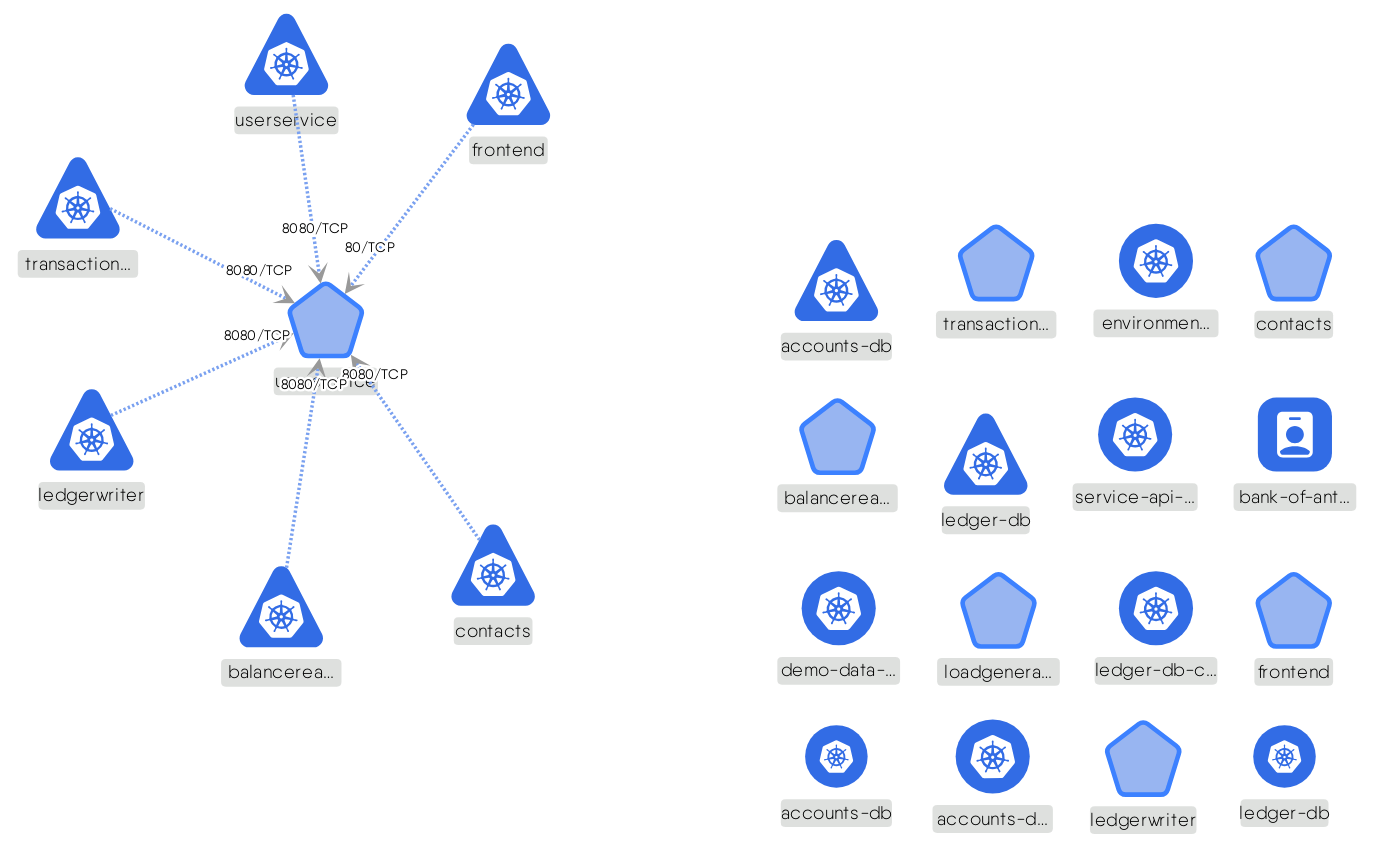 userservice
frontend
8080/TCP
80/TCP
transaction...
8080/TCP
8080/TCP
8080/TCP
8080/TCP
ledgerwriter
contacts
balancerea...
accounts-db
transaction...
environmen...
contacts
balancerea...
ledger-db
service-api-...
bank-of-ant...
demo-data-...
loadgenera...
ledger-db-c...
frontend
accounts-db
accounts-d...
ledgerwriter
ledger-db